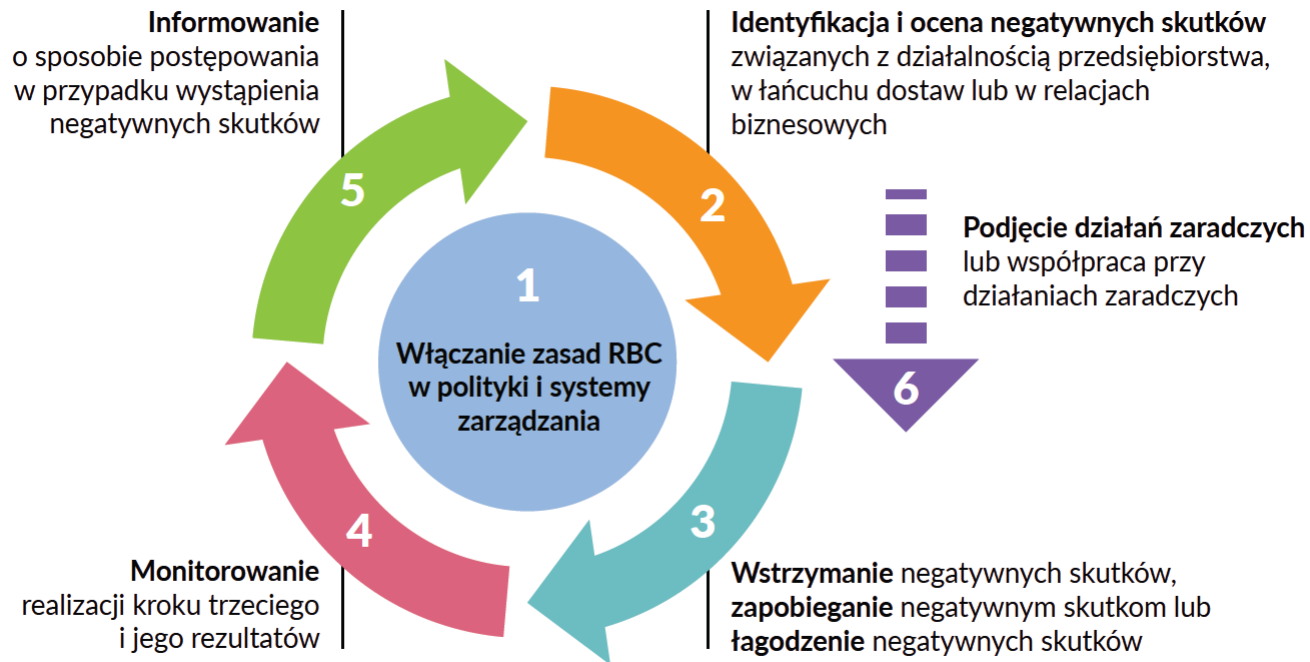 1
Włączanie zasad RBC
w polityki i systemy
zarządzania
2
Identyfikacja i ocena negatywnych skutków
związanych z działalnością przedsiębiorstwa,
w łańcuchu dostaw lub w relacjach
biznesowych
3
Wstrzymanie negatywnych skutków,
zapobieganie negatywnym skutkom lub
łagodzenie negatywnych skutków
4
Monitorowanie
realizacji kroku trzeciego
i jego rezultatów
5
Informowanie
o sposobie postępowania
w przypadku wystąpienia
negatywnych skutków
6
Podjęcie działań zaradczych
lub współpraca przy
działaniach zaradczych